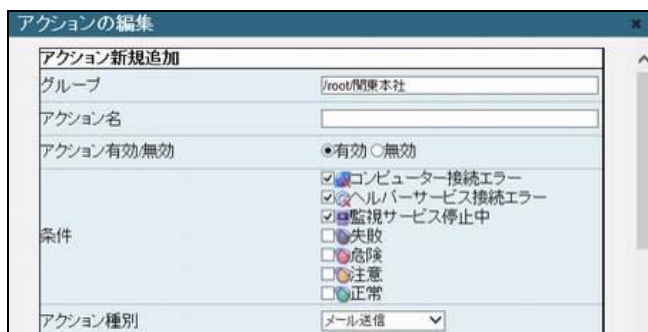 アクションの編集
アクション新規追加
グループ /root/関東本社
アクション名
アクション有効/無効 有効 無効
条件
コンピューター接続エラー
ヘルパーサービス接続エラー
監視サービス停止中
失敗
危険
注意
正常
アクション種別 メール送信